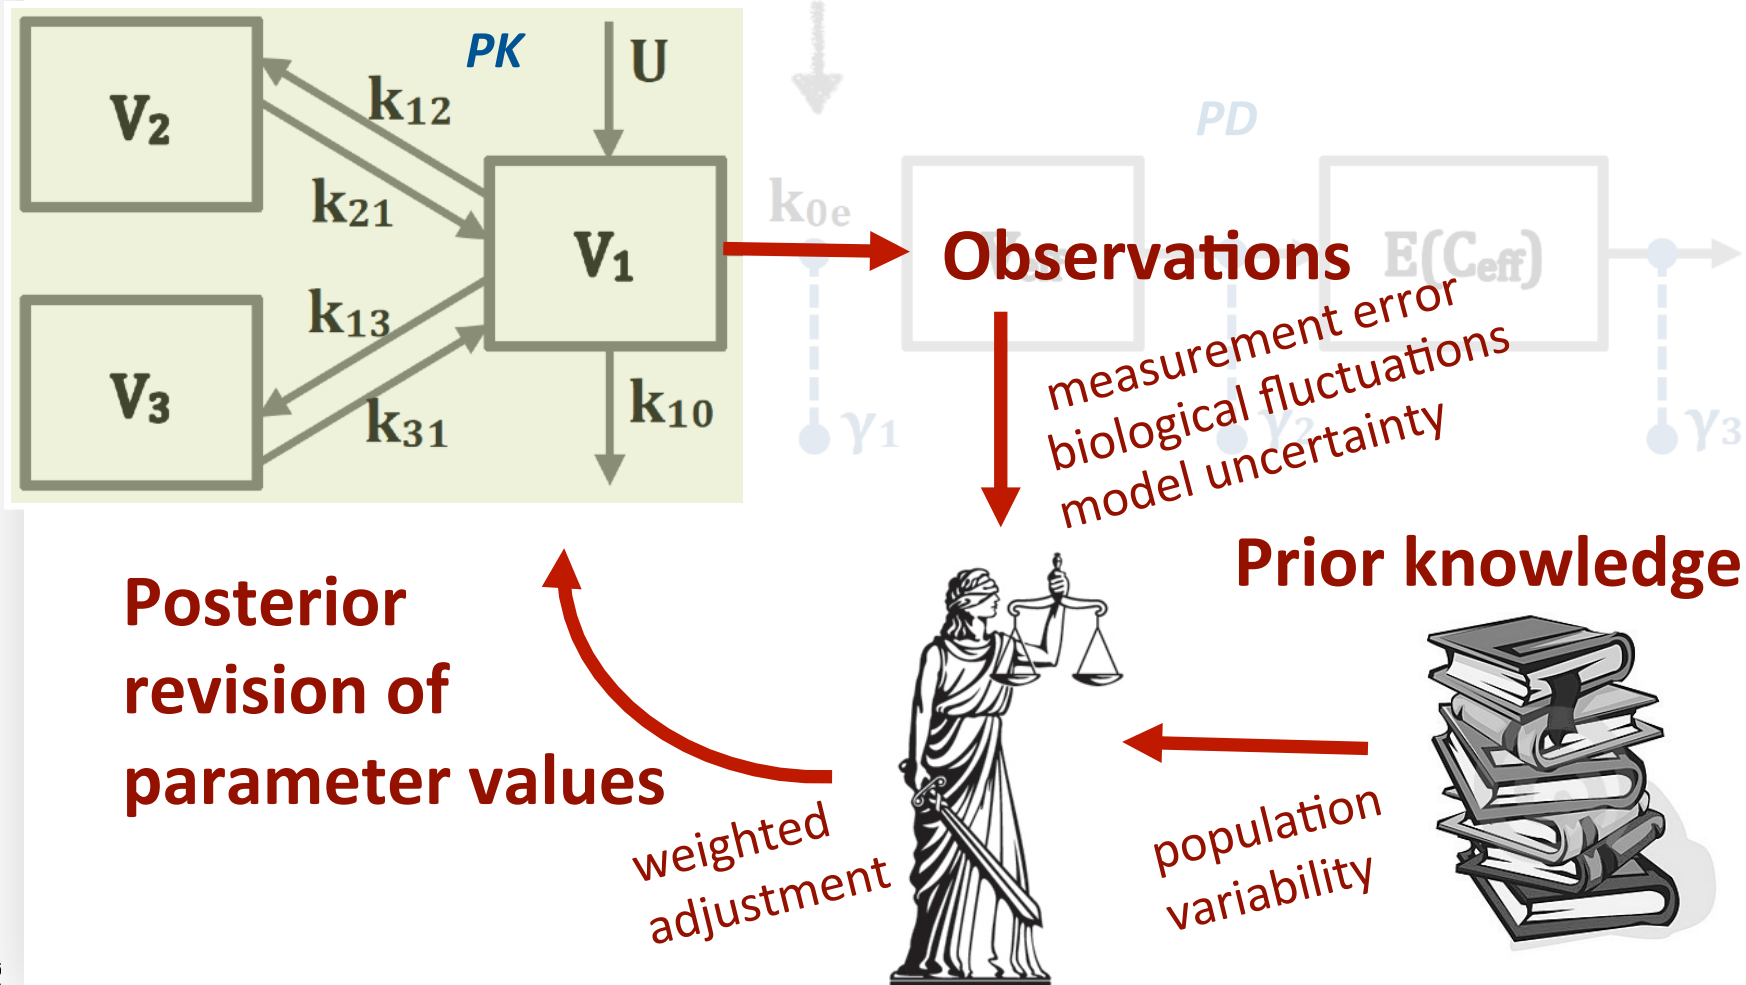 PK
U
V2
k12
k21
V1
k13
V3
k31
k10
PD
k0e
E(Ceff)
γ1
γ2
γ3
Observations
measurement error
biological fluctuations
model uncertainty
Prior knowledge
population
variability
Posterior
revision of
parameter values
weighted
adjustment